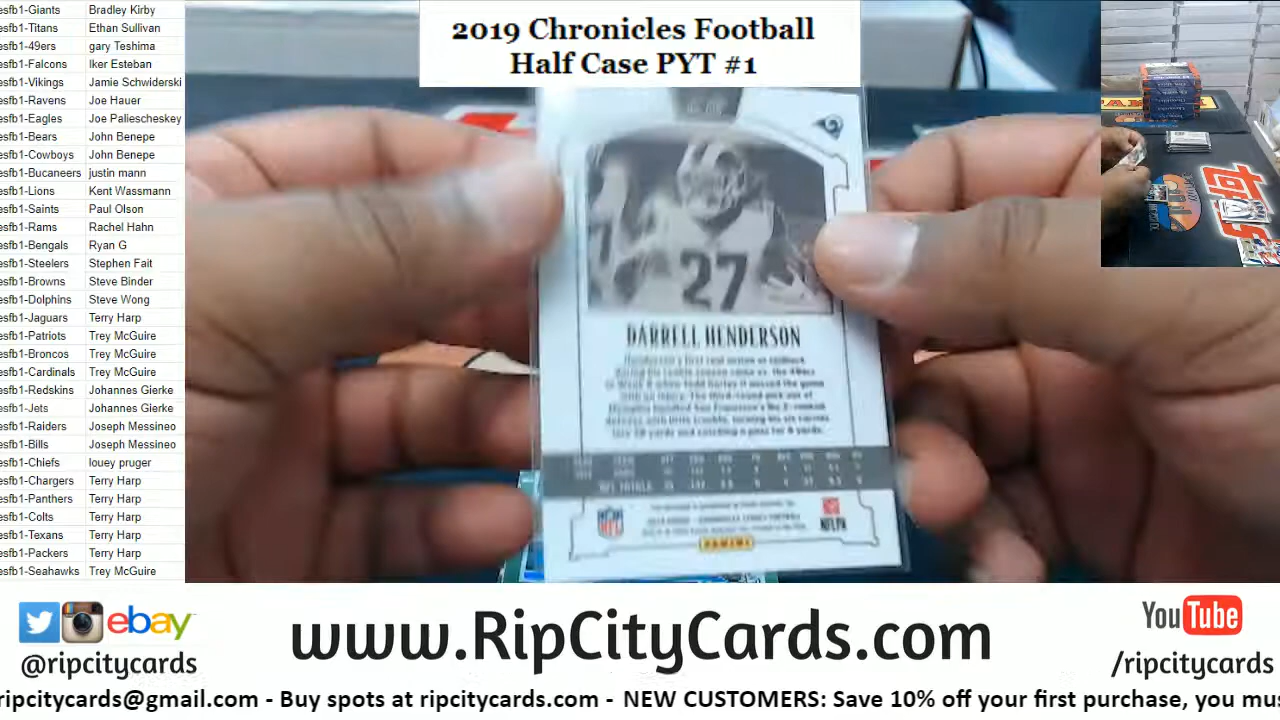 esfb1-Giants Bradley Kirby
esfb1-Titans Ethan Sullivan
esfb1-49ers gary Teshima
esfb1-Falcons Iker Esteban
esfb1-Vikings Jamie Schwiderski
esfb1-Ravens Joe Hauer
esfb1-Eagles Joe Paliescheskey
esfb1-Bears John Benepe
esfb1-Cowboys John Benepe
esfb1-Bucaneers justin mann
esfb1-Lions Kent Wassmann
esfb1-Saints Paul Olson
esfb1-Rams Rachel Hahn
esfb1-Bengals Ryan G
esfb1-Steelers Stephen Fait
esfb1-Browns Steve Binder
esfb1-Dolphins Steve Wong
esfb1-Jaguars Terry Harp
esfb1-Patriots Trey McGuire
esfb1-Broncos Trey McGuire
esfb1-Cardinals Trey McGuire
esfb1-Redskins Johannes Gierke
esfb1-Jets Johannes Gierke
esfb1-Raiders Joseph Messineo
esfb1-Bills Joseph Messineo
esfb1-Chiefs louey pruger
esfb1-Chargers Terry Harp
esfb1-Panthers Terry Harp
esfb1-Colts Terry Harp
esfb1-Texans Terry Harp
esfb1-Packers Terry Harp
esfb1-Seahawks Trey McGuire
2019 Chronicles Football
Half Case PYT #1
27
DARRELL HENDERSON
NFL
NFLPA
PANINI
ebay
@ripcitycards
www.RipCityCards.com
YouTube
/ripcitycards
ripcitycards@gmail.com - Buy spots at ripcitycards.com - NEW CUSTOMERS: Save 10% off your first purchase, you mus